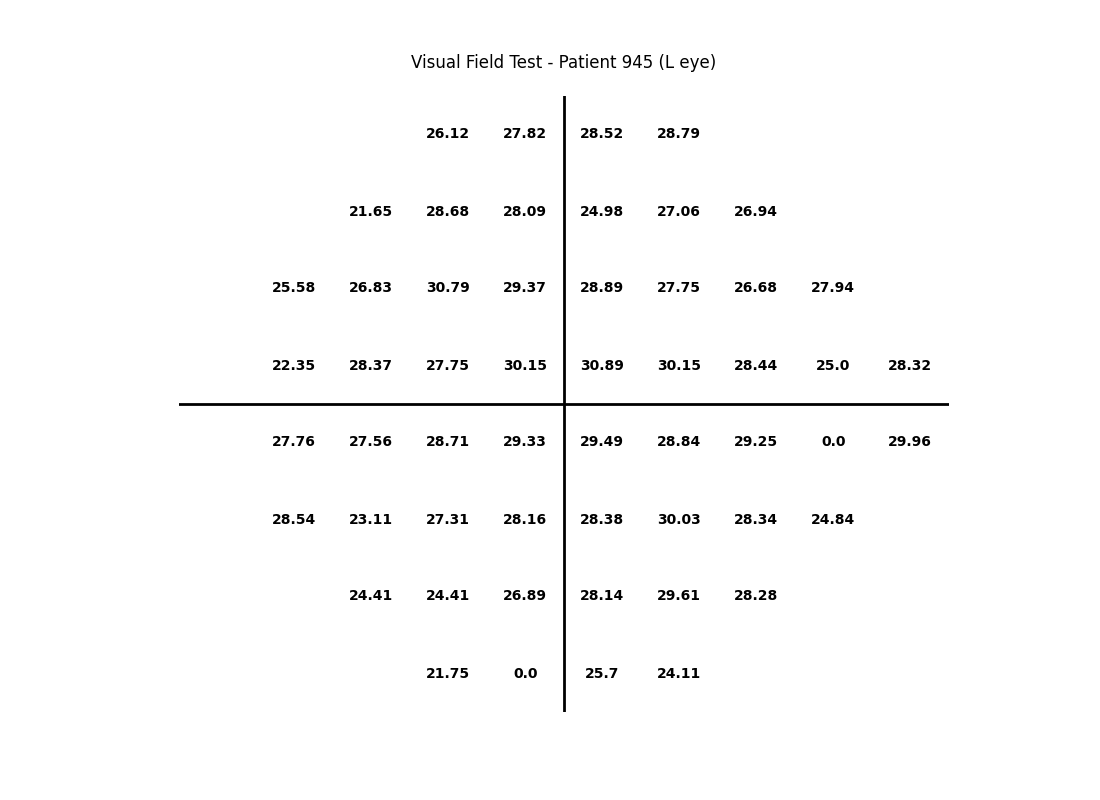 Visual Field Test - Patient 945 (L eye)
26.12 27.82 28.52 28.79
21.65 28.68 28.09 24.98 27.06 26.94
25.58 26.83 30.79 29.37 28.89 27.75 26.68 27.94
22.35 28.37 27.75 30.15 30.89 30.15 28.44 25.0 28.32
27.76 27.56 28.71 29.33 29.49 28.84 29.25 0.0 29.96
28.54 23.11 27.31 28.16 28.38 30.03 28.34 24.84
24.41 24.41 26.89 28.14 29.61 28.28
21.75 0.0 25.7 24.11